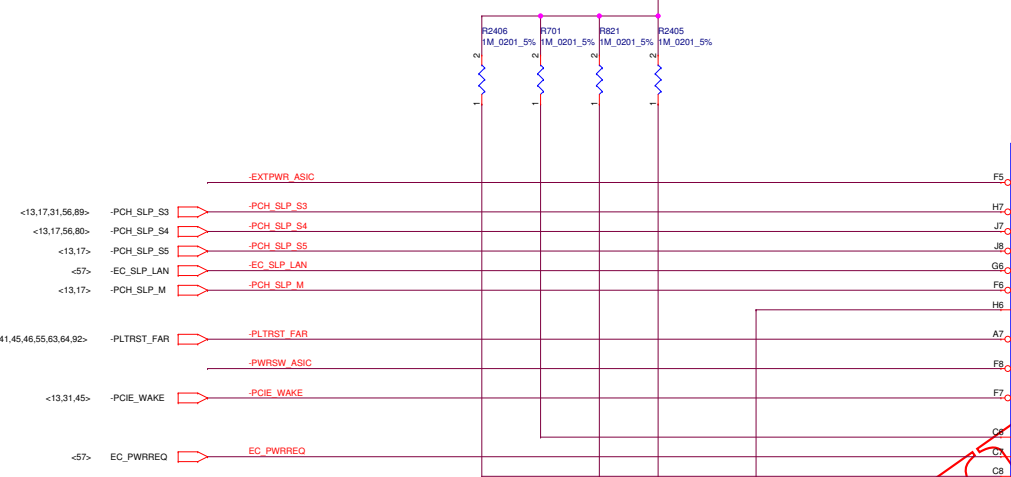 R2406 R701 R821 R2405
1M_0201_5% 1M_0201_5% 1M_0201_5% 1M_0201_5%
2 2 2 2
1 1 1 1
-EXTPWR_ASIC F5
<13,17,31,56,89> -PCH_SLP_S3 -PCH_SLP_S3 H7
<13,17,56,80> -PCH_SLP_S4 -PCH_SLP_S4 J7
<13,17> -PCH_SLP_S5 -PCH_SLP_S5 J8
<57> -EC_SLP_LAN -EC_SLP_LAN G6
<13,17> -PCH_SLP_M -PCH_SLP_M F6
H6
41,45,46,55,63,64,92> -PLTRST_FAR -PLTRST_FAR A7
-PWRSW_ASIC F8
<13,31,45> -PCIE_WAKE -PCIE_WAKE F7
C6
<57> EC_PWRREQ EC_PWRREQ C7
C8